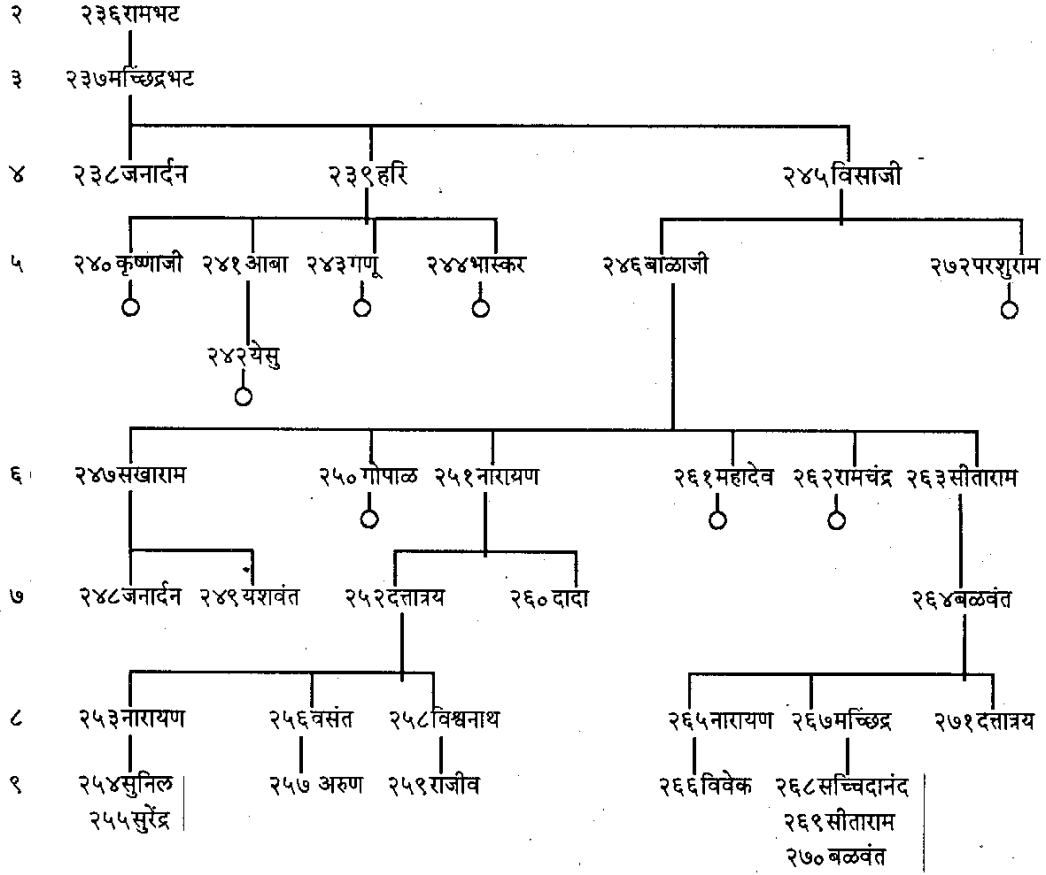 २ २३६रामभट
३ २३७मच्छिंद्रभट
४ २३८जनार्दन २३९हरि २४५विसाजी
५ २४०कृष्णाजी २४१आबा २४३गणू २४४भास्कर २४६बाळाजी २७२परशुराम
२४२येसु
६ २४७सखाराम २५०गोपाळ २५१नारायण २६१महादेव २६२रामचंद्र २६३सीताराम
७ २४८जनार्दन २४९यशवंत २५२दत्तात्रय २६०दादा २६४बळवंत
८ २५३नारायण २५६वसंत २५८विश्वनाथ २६५नारायण २६७मच्छिंद्र २७१दत्तात्रय
९ २५४सुनिल २५७ अरुण २५९राजीव २६६विवेक २६८सच्चिदानंद
२५५सुरेंद्र २६९सीताराम
२७०बळवंत